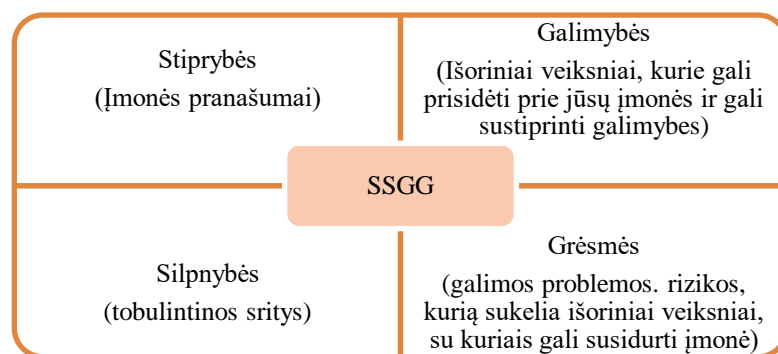 Stiprybės
(Įmonės pranašumai)
Galimybės
(Išoriniai veiksniai, kurie gali
prisidėti prie jūsų įmonės ir gali
sustiprinti galimybes)
SSGG
Silpnybės
(tobulintinos sritys)
Grėsmės
(galimos problemos. rizikos,
kurią sukelia išoriniai veiksniai,
su kuriais gali susidurti įmonė)